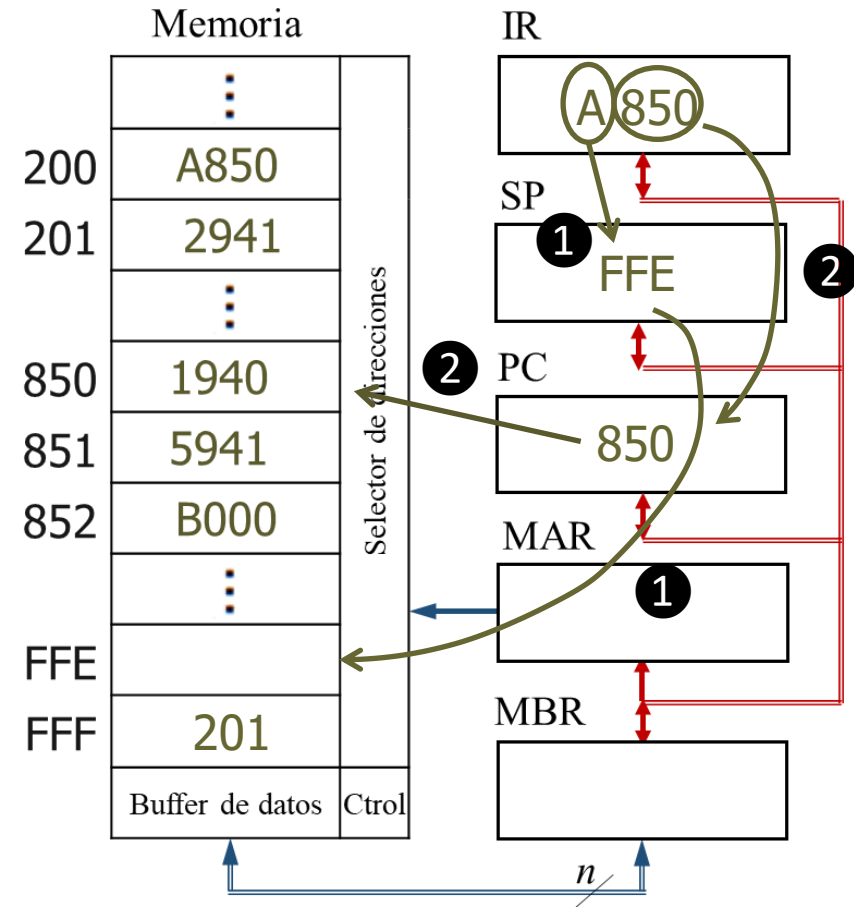 Memoria
200 A850
201 2941
850 1940
851 5941
852 B000
FFE
FFF 201
Buffer de datos Ctrol
Selector de direcciones
IR
A 850
SP
1
FFE
2
PC
2
850
MAR
1
MBR
n